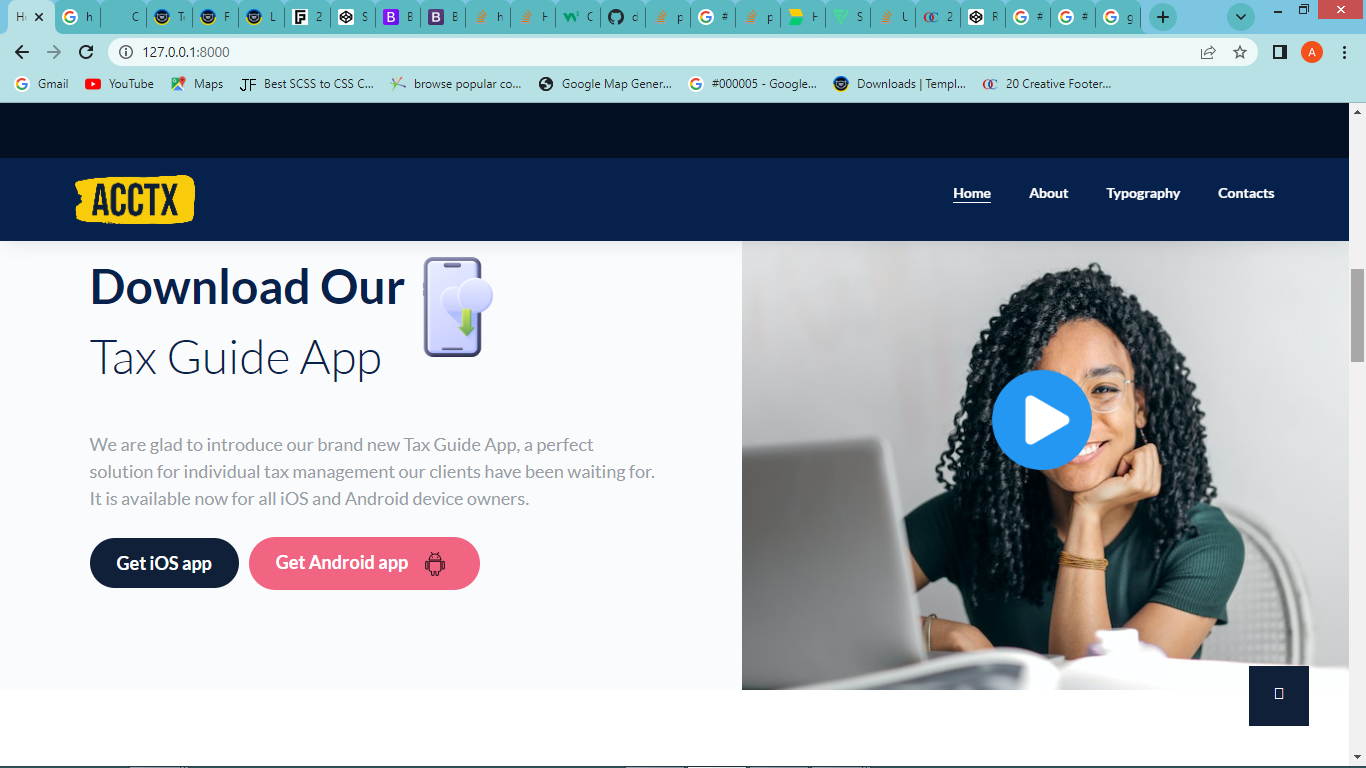 127.0.0.1:8000
Gmail
YouTube
Maps
Best SCSS to CSS C...
browse popular co...
Google Map Gener...
#000005 - Google...
Downloads | Templ...
20 Creative Footer...
ACCTX
Home
About
Typography
Contacts
Download Our
Tax Guide App
We are glad to introduce our brand new Tax Guide App, a perfect
solution for individual tax management our clients have been waiting for.
It is available now for all iOS and Android device owners.
Get iOS app
Get Android app